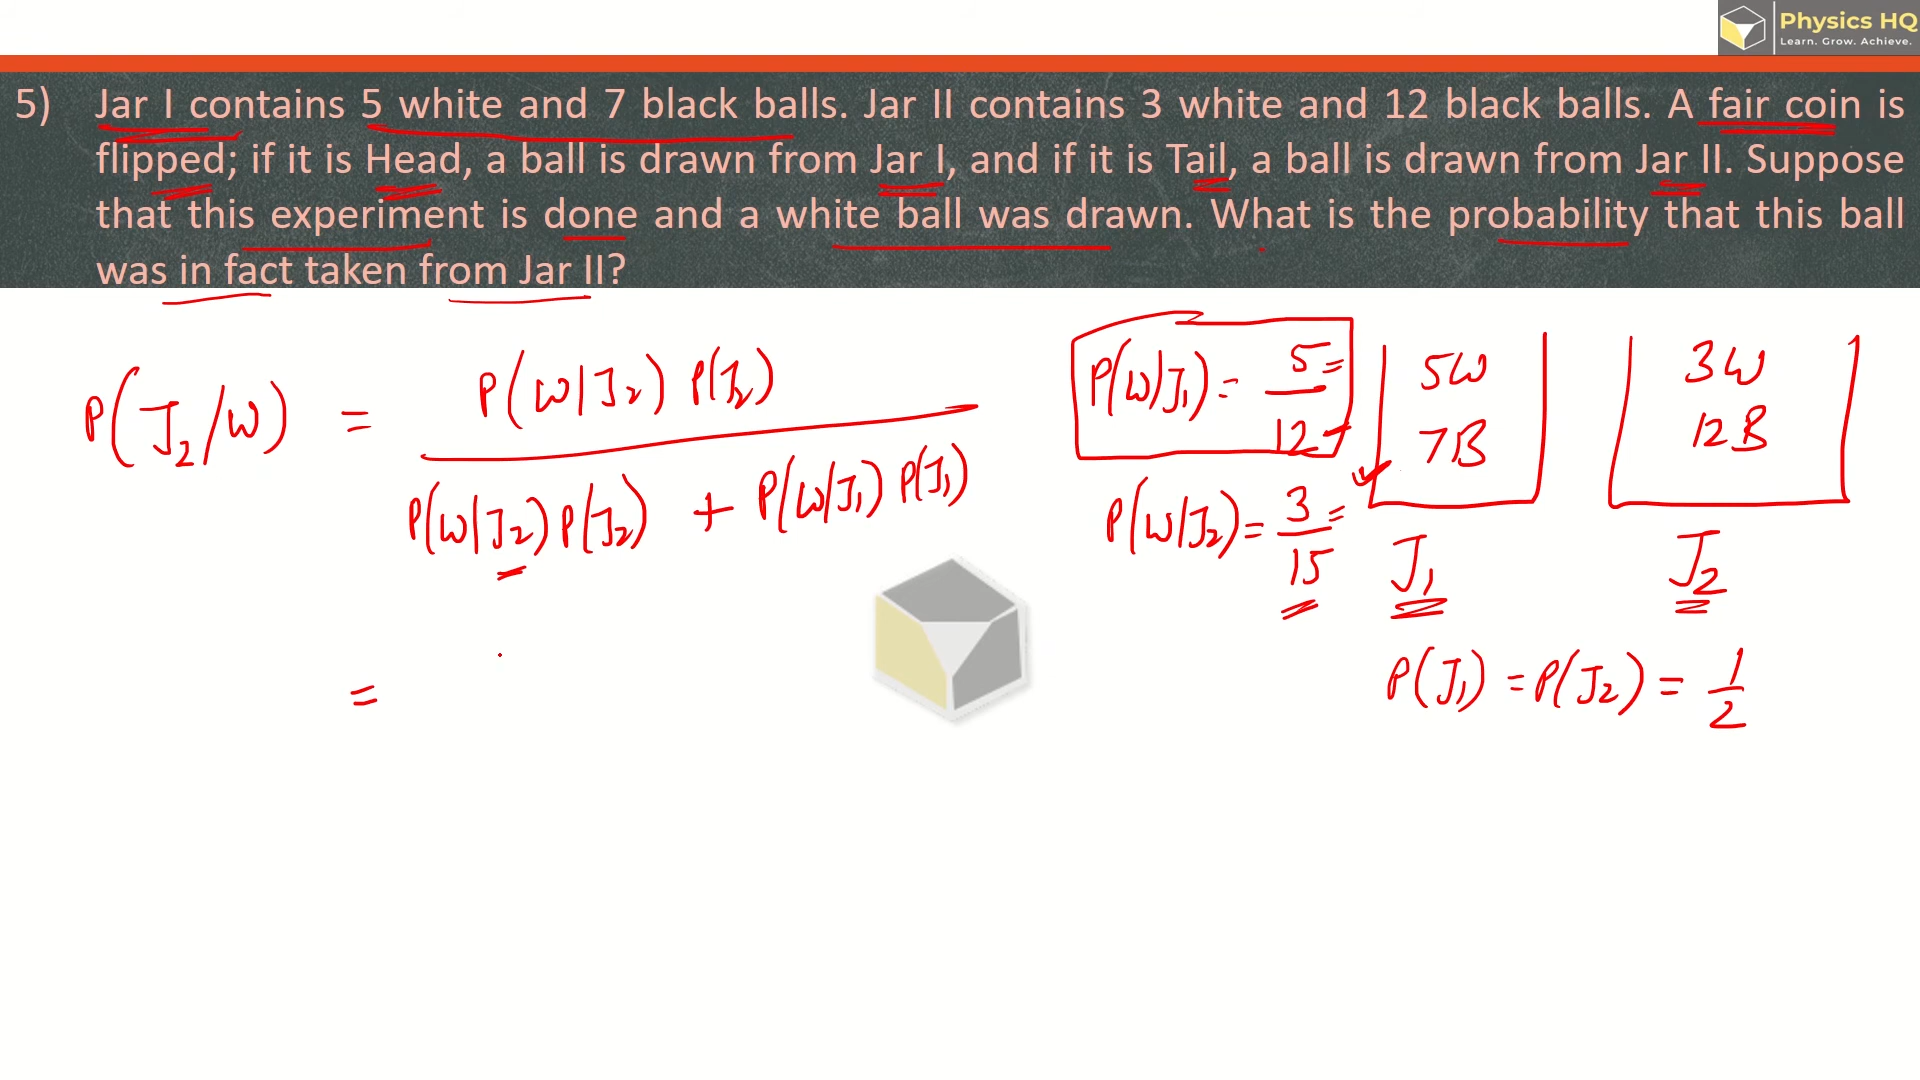 Physics HQ
Learn. Grow. Achieve.
5) Jar I contains 5 white and 7 black balls. Jar II contains 3 white and 12 black balls. A fair coin is
flipped; if it is Head, a ball is drawn from Jar I, and if it is Tail, a ball is drawn from Jar II. Suppose
that this experiment is done and a white ball was drawn. What is the probability that this ball
was in fact taken from Jar II?
P(J₂/W) = P(W|J₂) P(J₂)
P(W|J₂) P(J₂) + P(W|J₁) P(J₁)
=
P(W|J₁) = 5
12
P(W|J₂) = 3
15
5W
7B
J₁
3W
12B
J₂
P(J₁) = P(J₂) = 1
2